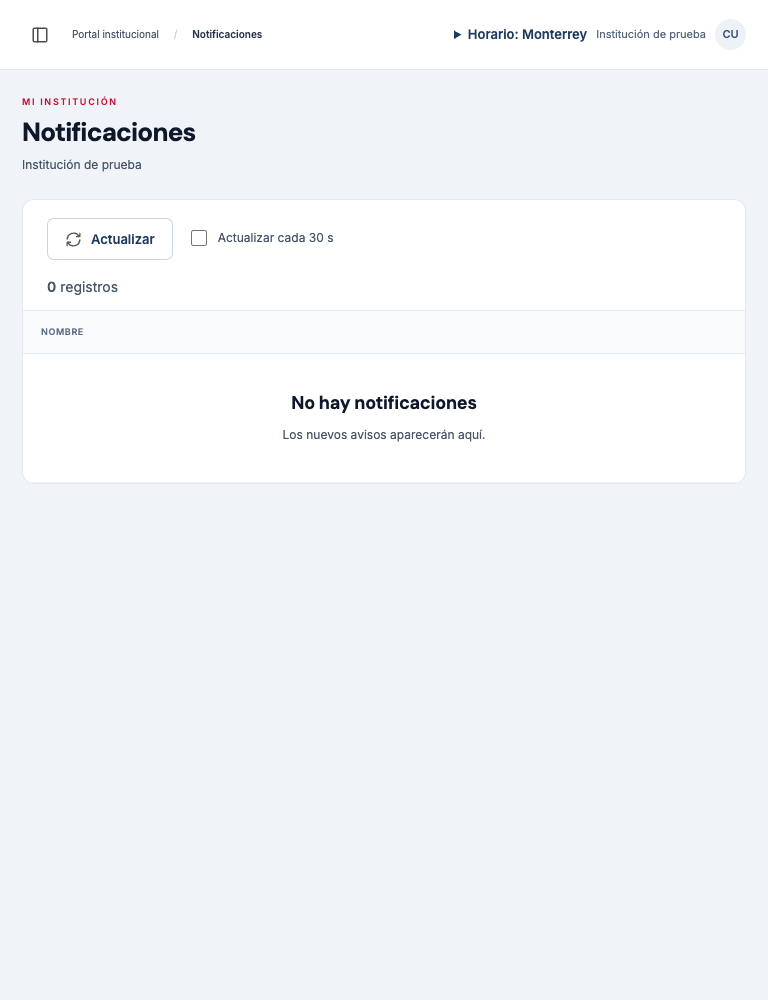 Portal institucional / Notificaciones
Horario: Monterrey Institución de prueba CU
MI INSTITUCIÓN
Notificaciones
Institución de prueba
Actualizar Actualizar cada 30 s
0 registros
NOMBRE
No hay notificaciones
Los nuevos avisos aparecerán aquí.